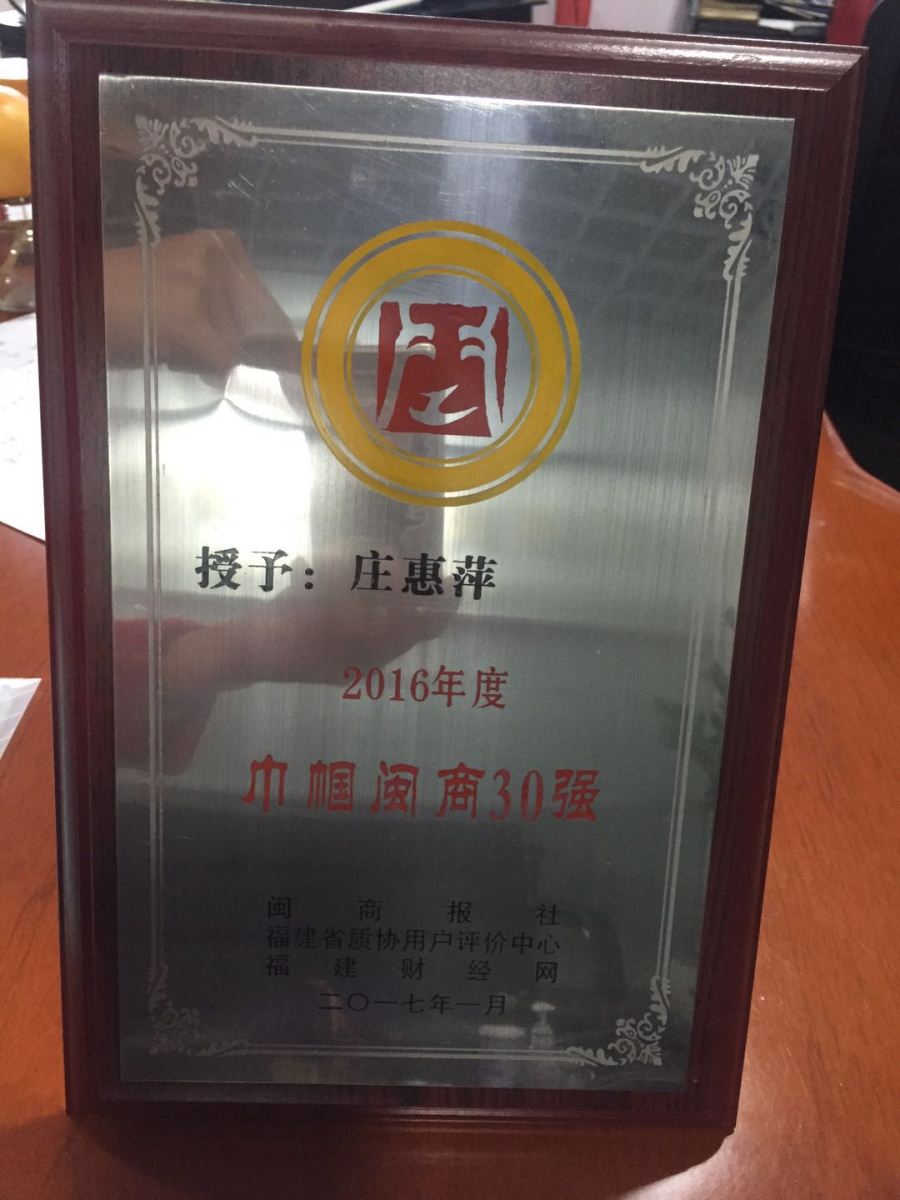 授予：庄惠萍
2016年度
巾帼闽商30强
闽商报社
福建省质协用户评价中心
福建财经网
二〇一七年一月